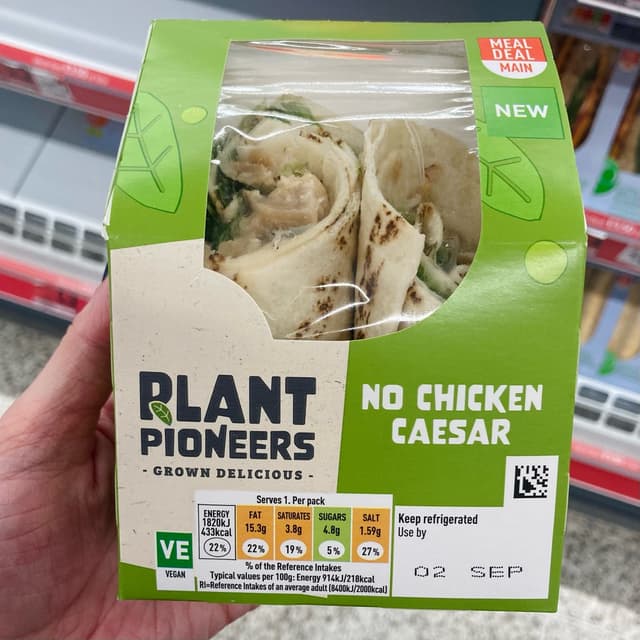 MEAL
DEAL
MAIN
NEW
PLANT
PIONEERS
- GROWN DELICIOUS -
NO CHICKEN
CAESAR
Serves 1. Per pack
ENERGY
1820kJ
433kcal
22%
FAT
15.3g
22%
SATURATES
3.8g
19%
SUGARS
4.8g
5%
SALT
1.59g
27%
% of the Reference Intakes
Typical values per 100g: Energy 914kJ/218kcal
RI=Reference Intakes of an average adult (8400kJ/2000kcal)
VE
VEGAN
Keep refrigerated
Use by
02 SEP